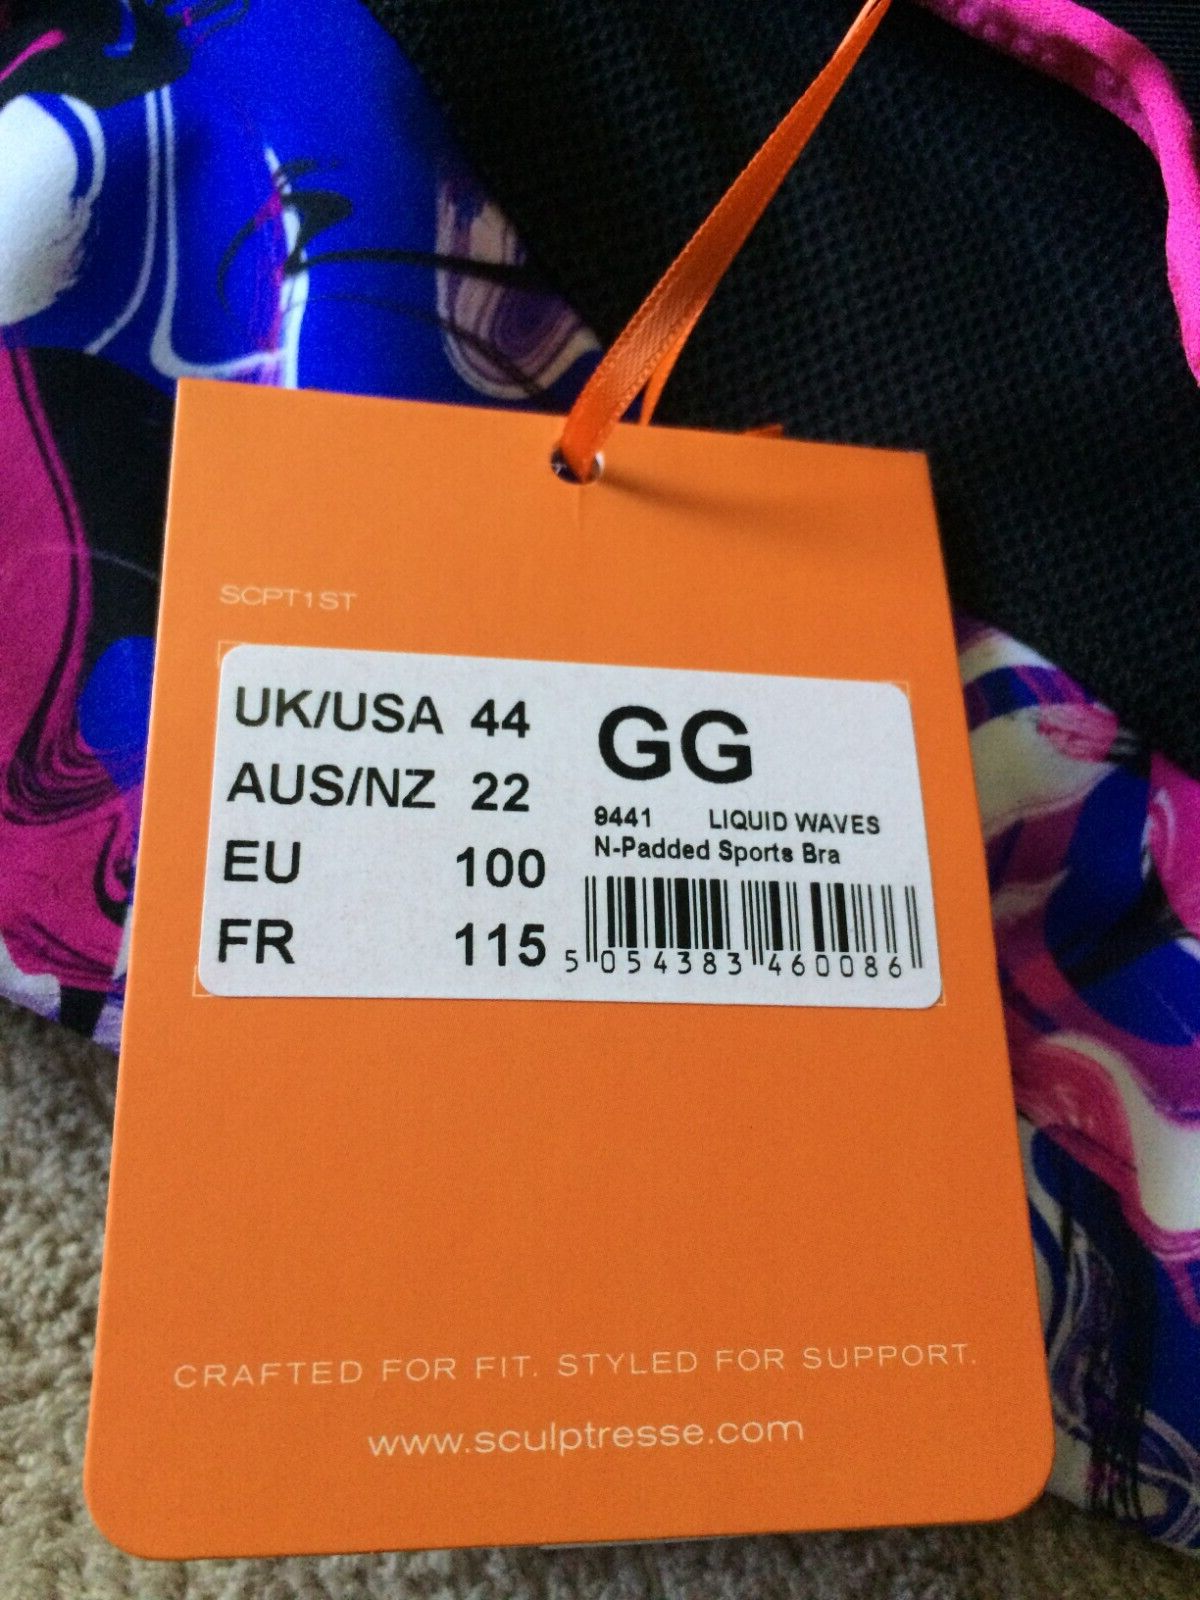 SCPT1ST
UK/USA 44
AUS/NZ 22
EU 100
FR 115
GG
9441 LIQUID WAVES
N-Padded Sports Bra
5 054383 460086
CRAFTED FOR FIT. STYLED FOR SUPPORT.
www.sculptresse.com